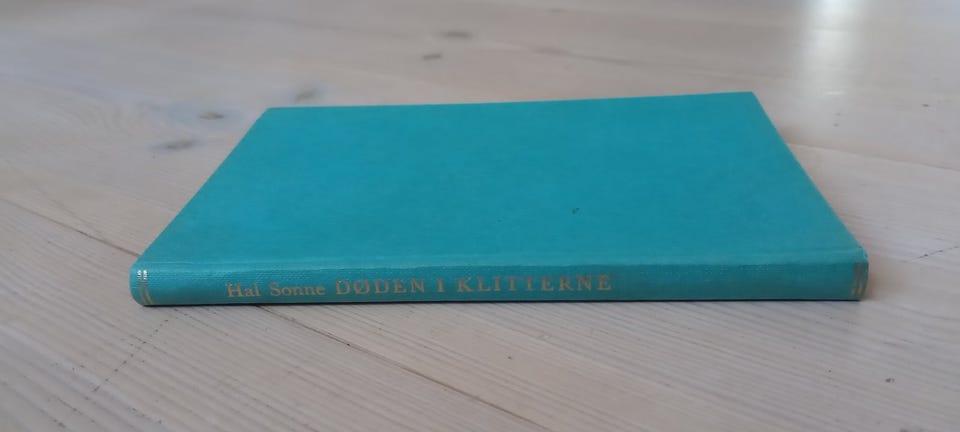 Hal Sonne DØDEN I KLITTERNE